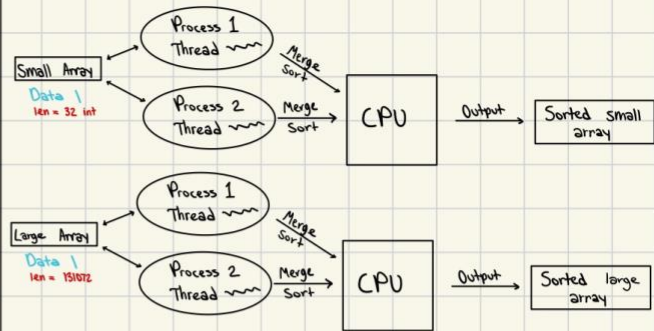 Process 1
Thread
Merge
Sort
Small Array
Data 1
len = 32 int
Process 2
Thread
Merge
Sort
CPU
Output
Sorted small
array
Process 1
Thread
Merge
Sort
Large Array
Data 1
len = 131072
Process 2
Thread
Merge
Sort
CPU
Output
Sorted large
array